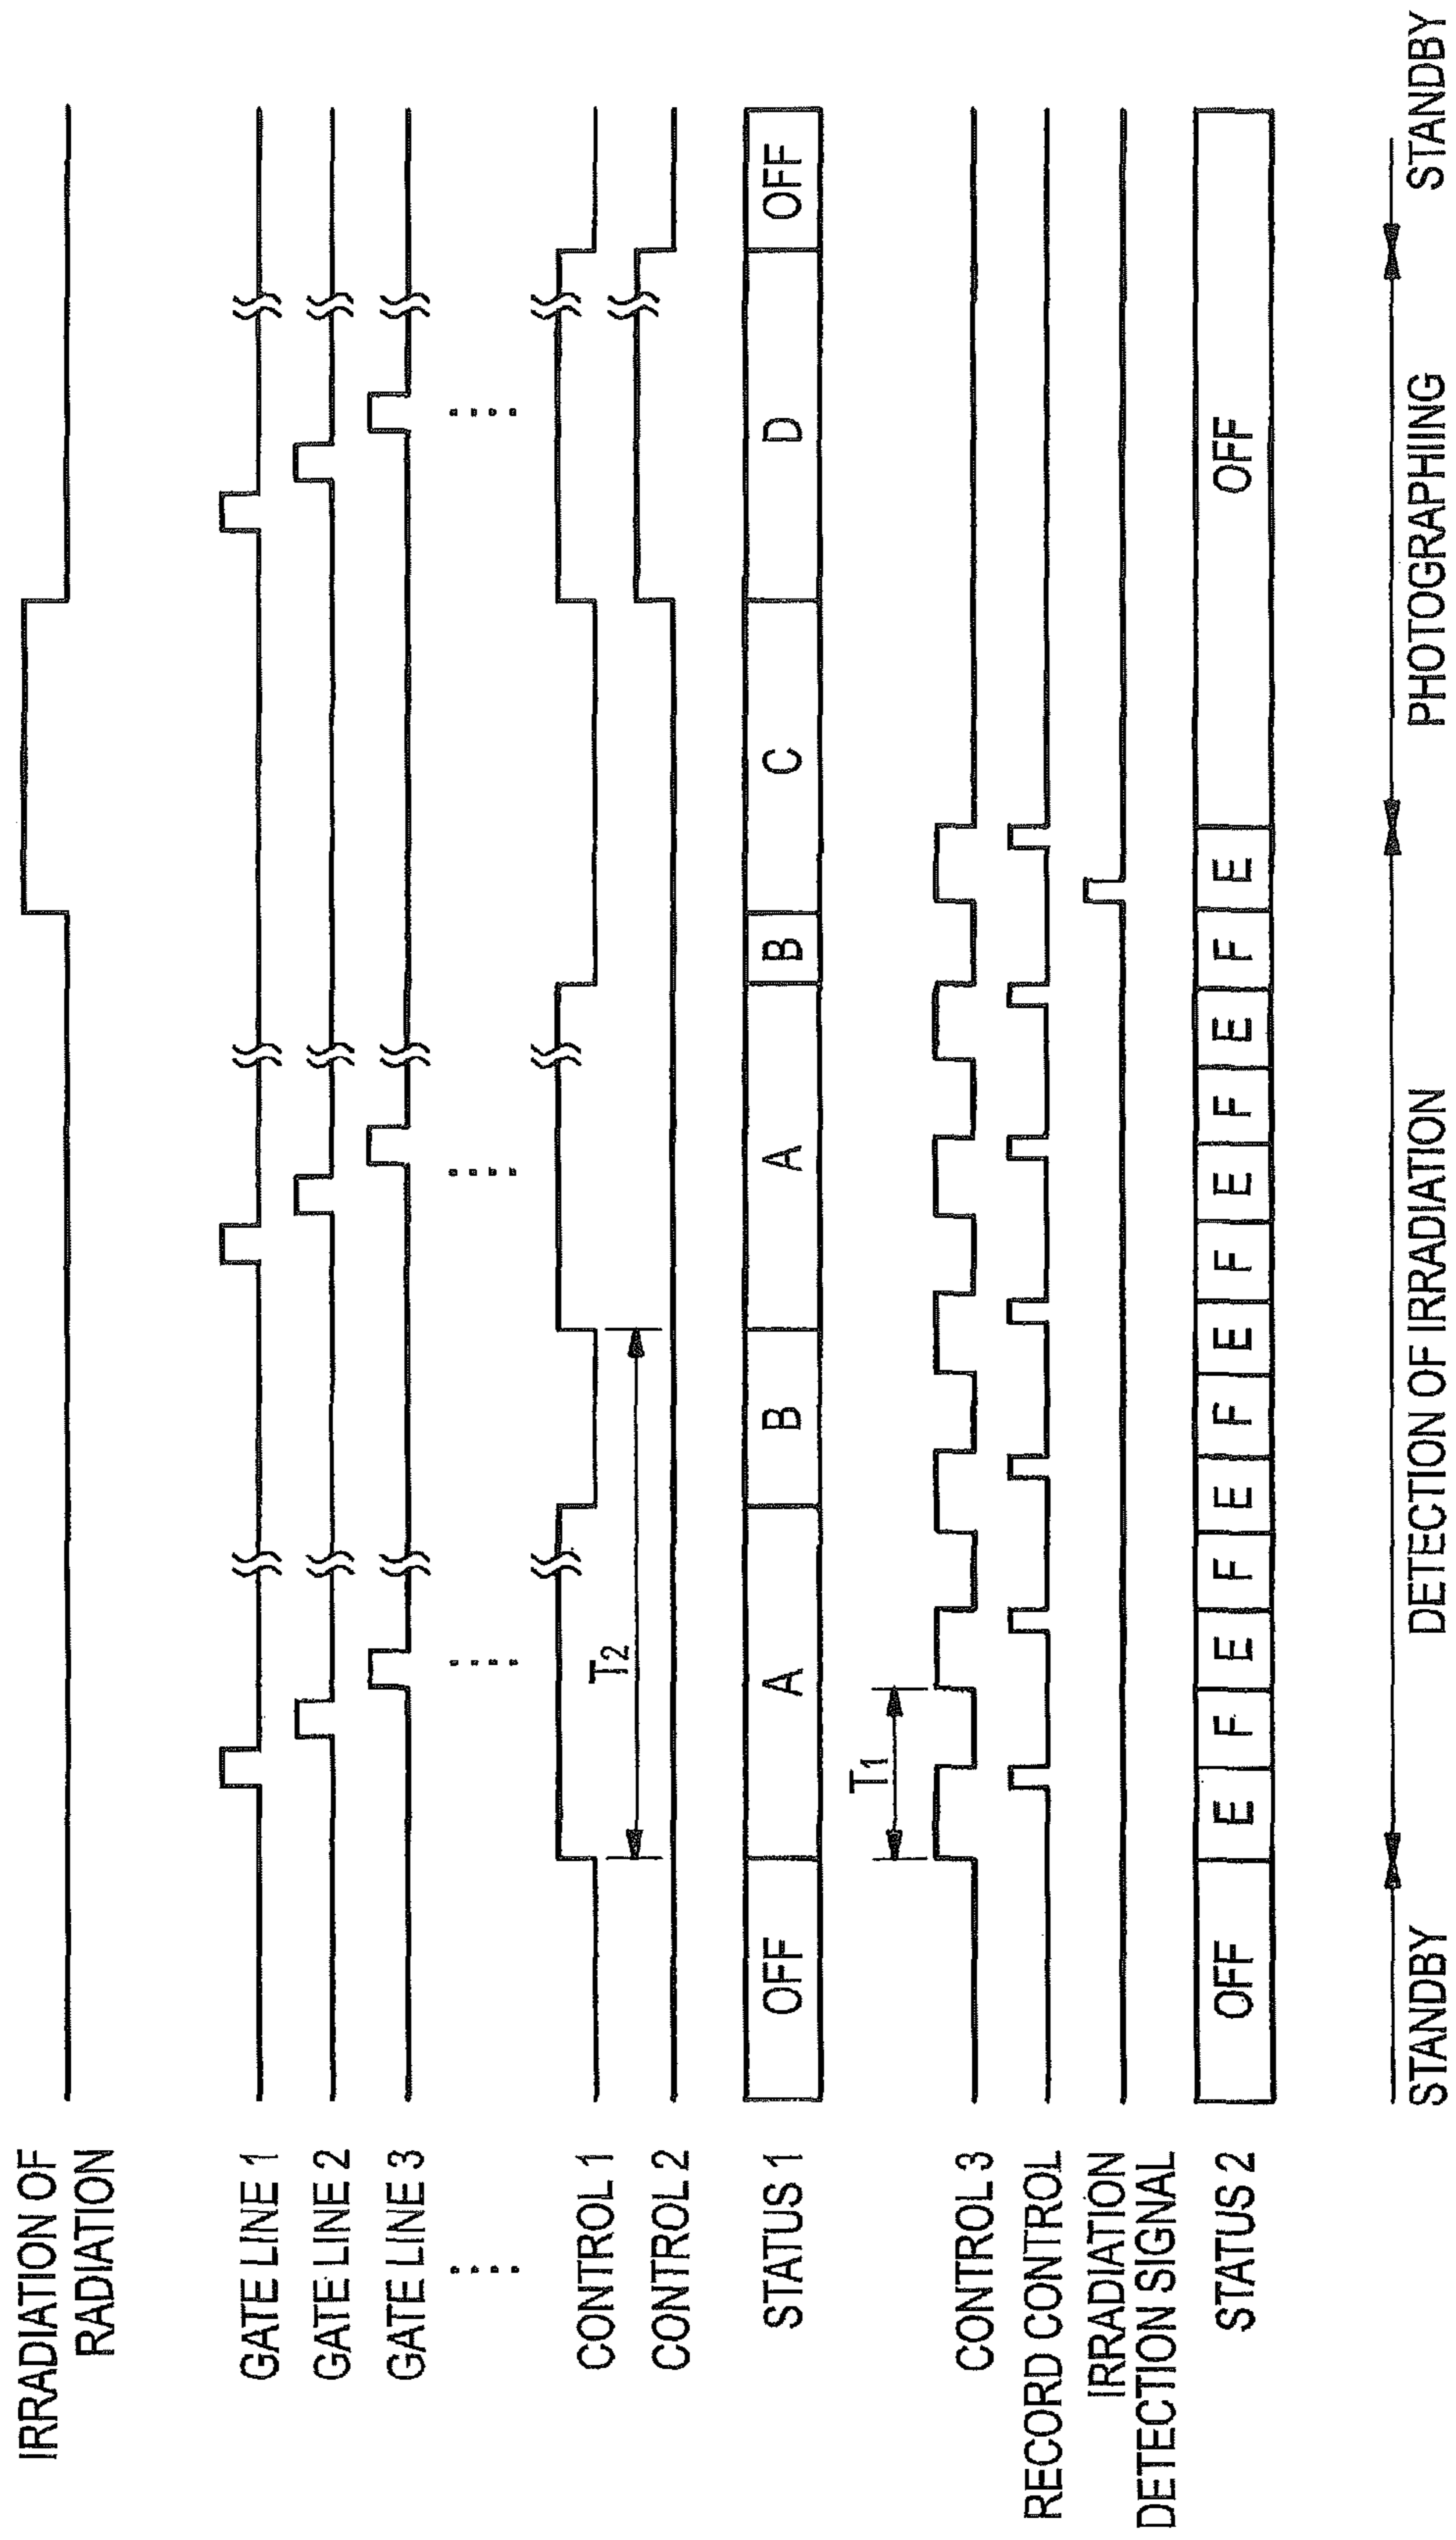 IRRADIATION OF
RADIATION
GATE LINE 1
GATE LINE 2
GATE LINE 3
CONTROL 1
T2
CONTROL 2
STATUS 1
OFF A B A B C D OFF
T1
CONTROL 3
RECORD CONTROL
IRRADIATION
DETECTION SIGNAL
STATUS 2
OFF E F E F E F E F E F E F E OFF
STANDBY DETECTION OF IRRADIATION PHOTOGRAPHIING STANDBY